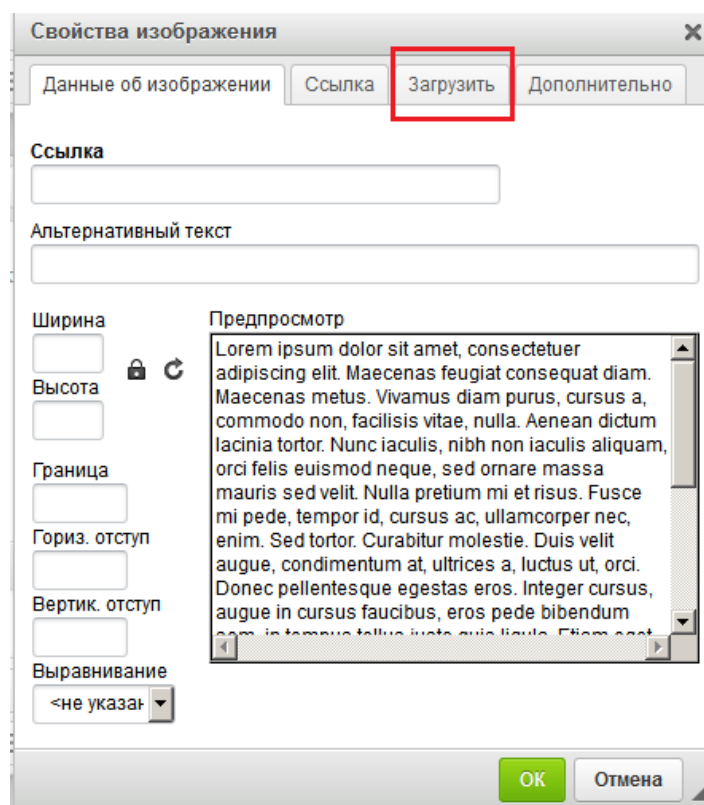 Свойства изображения
Данные об изображении Ссылка Загрузить Дополнительно
Ссылка
Альтернативный текст
Ширина
Высота
Граница
Гориз. отступ
Вертик. отступ
Выравнивание
<не указан
Предпросмотр
Lorem ipsum dolor sit amet, consectetuer
adipiscing elit. Maecenas feugiat consequat diam.
Maecenas metus. Vivamus diam purus, cursus a,
commodo non, facilisis vitae, nulla. Aenean dictum
lacinia tortor. Nunc iaculis, nibh non iaculis aliquam,
orci felis euismod neque, sed ornare massa
mauris sed velit. Nulla pretium mi et risus. Fusce
mi pede, tempor id, cursus ac, ullamcorper nec,
enim. Sed tortor. Curabitur molestie. Duis velit
augue, condimentum at, ultrices a, luctus ut, orci.
Donec pellentesque egestas eros. Integer cursus,
augue in cursus faucibus, eros pede bibendum
OK Отмена